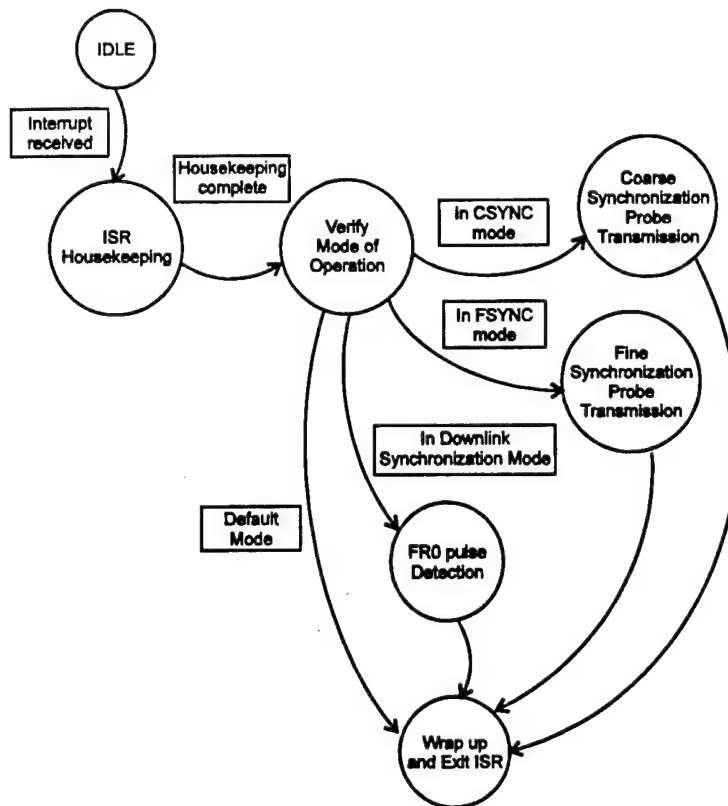 IDLE
Interrupt
received
Housekeeping
complete
ISR
Housekeeping
Verify
Mode of
Operation
In CSYNC
mode
Coarse
Synchronization
Probe
Transmission
In FSYNC
mode
Fine
Synchronization
Probe
Transmission
In Downlink
Synchronization Mode
Default
Mode
FR0 pulse
Detection
Wrap up
and Exit ISR